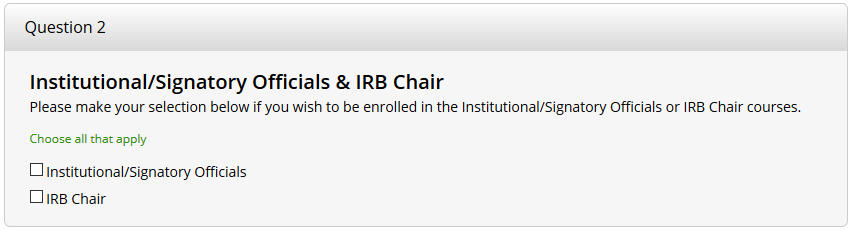 Question 2
Institutional/Signatory Officials & IRB Chair
Please make your selection below if you wish to be enrolled in the Institutional/Signatory Officials or IRB Chair courses.
Choose all that apply
Institutional/Signatory Officials
IRB Chair